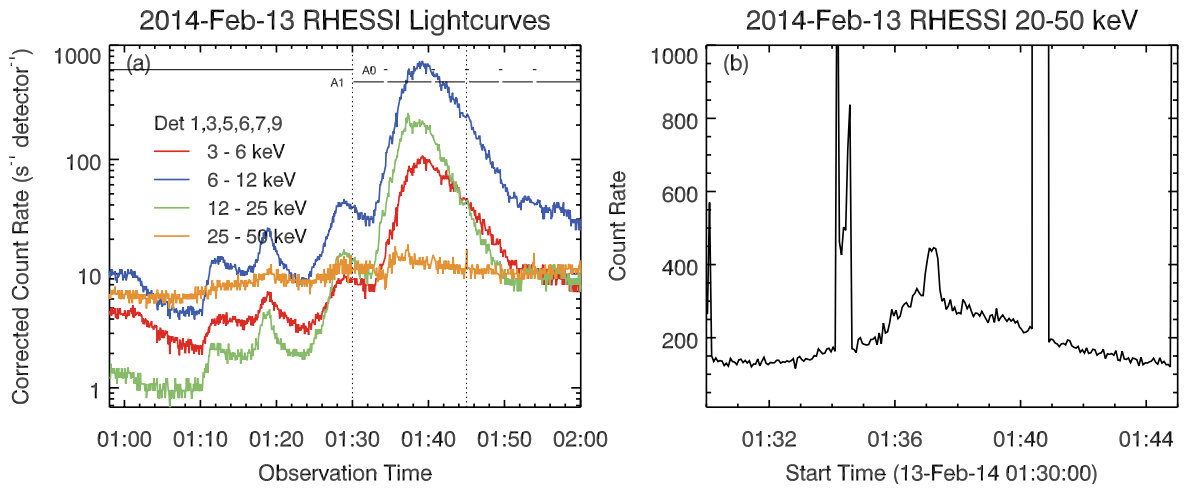 2014-Feb-13 RHESSI Lightcurves
(a)
A0
A1
Det 1,3,5,6,7,9
3 - 6 keV
6 - 12 keV
12 - 25 keV
25 - 50 keV
Corrected Count Rate (s⁻¹ detector⁻¹)
1000
100
10
1
01:00 01:10 01:20 01:30 01:40 01:50 02:00
Observation Time
2014-Feb-13 RHESSI 20-50 keV
(b)
Count Rate
1000
800
600
400
200
01:32 01:36 01:40 01:44
Start Time (13-Feb-14 01:30:00)